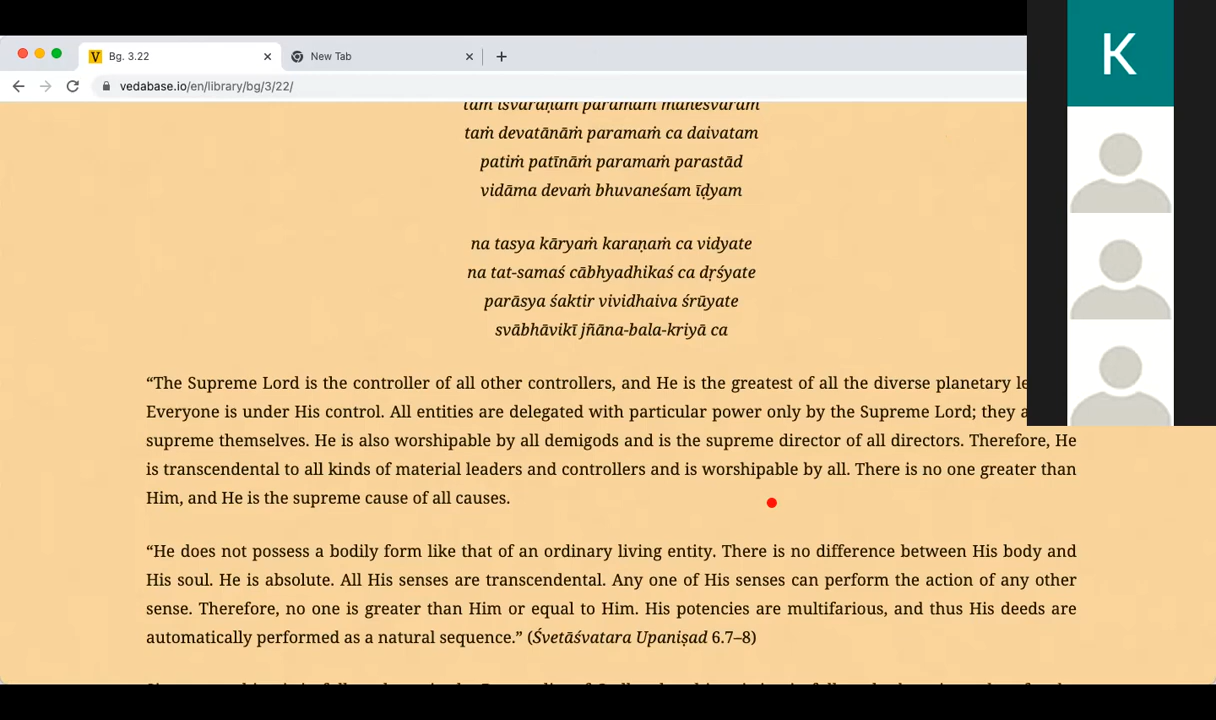 Bg. 3.22
New Tab
vedabase.io/en/library/bg/3/22/
K
tam īśvarāṇāṁ paramaṁ maheśvaraṁ
taṁ devatānāṁ paramaṁ ca daivatam
patiṁ patīnāṁ paramaṁ parastād
vidāma devaṁ bhuvaneśam īḍyam
na tasya kāryaṁ karaṇaṁ ca vidyate
na tat-samaś cābhyadhikaś ca dṛśyate
parāsya śaktir vividhaiva śrūyate
svābhāvikī jñāna-bala-kriyā ca
“The Supreme Lord is the controller of all other controllers, and He is the greatest of all the diverse planetary
Everyone is under His control. All entities are delegated with particular power only by the Supreme Lord; they
supreme themselves. He is also worshipable by all demigods and is the supreme director of all directors. Therefore, He
is transcendental to all kinds of material leaders and controllers and is worshipable by all. There is no one greater than
Him, and He is the supreme cause of all causes.
“He does not possess a bodily form like that of an ordinary living entity. There is no difference between His body and
His soul. He is absolute. All His senses are transcendental. Any one of His senses can perform the action of any other
sense. Therefore, no one is greater than Him or equal to Him. His potencies are multifarious, and thus His deeds are
automatically performed as a natural sequence.” (Śvetāśvatara Upaniṣad 6.7–8)